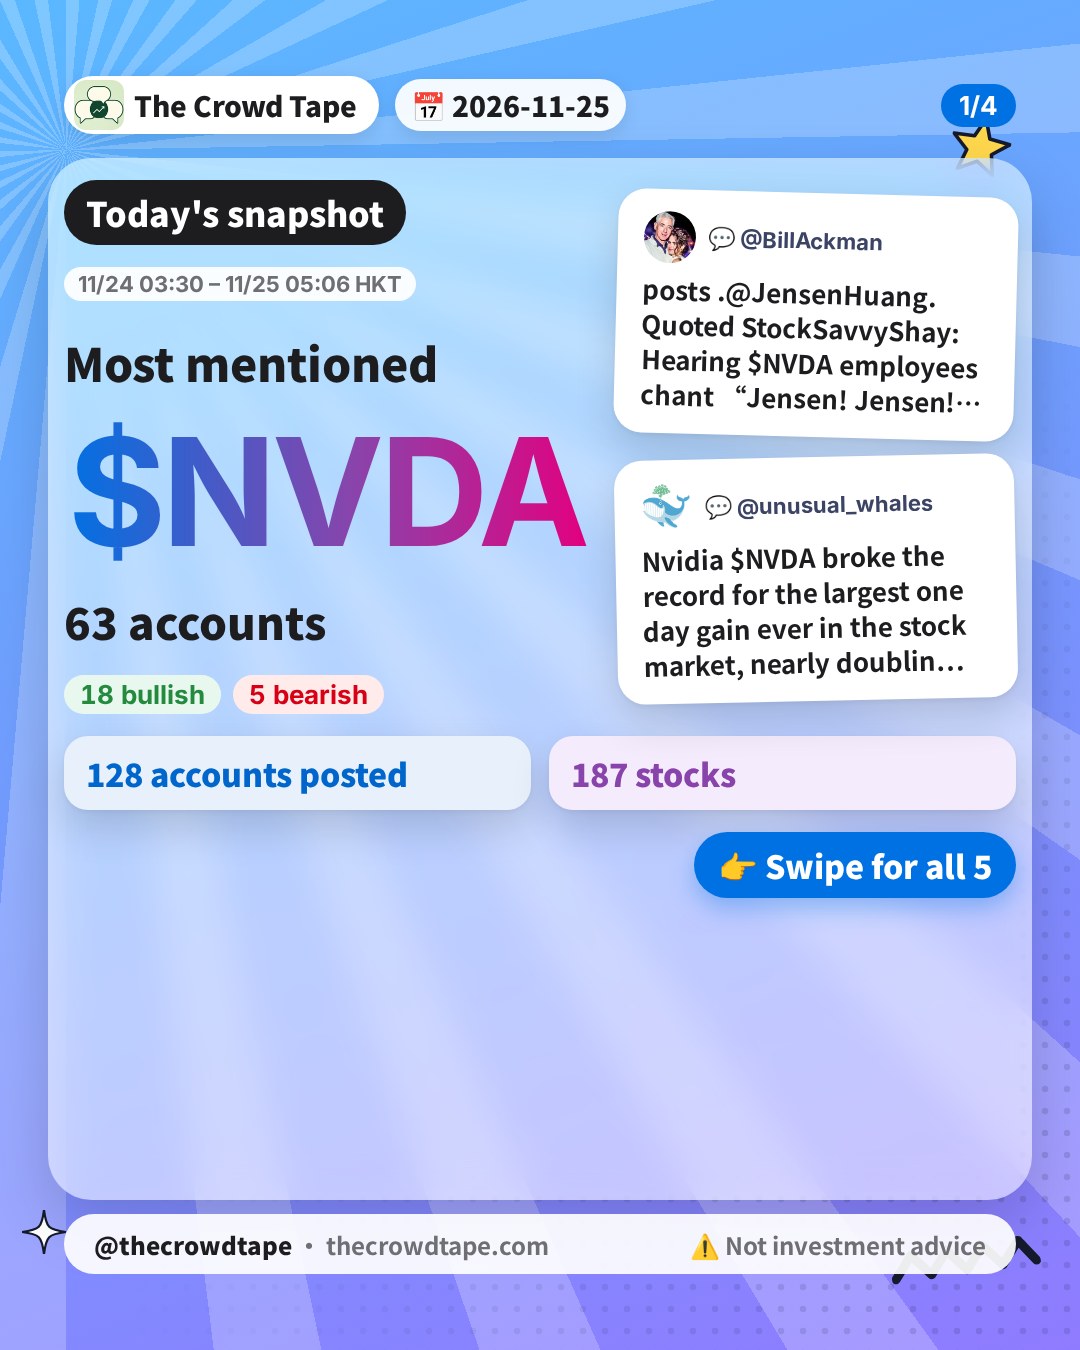 The Crowd Tape
July
2026-11-25
1/4
Today's snapshot
11/24 03:30 – 11/25 05:06 HKT
Most mentioned
$NVDA
63 accounts
18 bullish
5 bearish
@BillAckman
posts .@JensenHuang.
Quoted StockSavvyShay:
Hearing $NVDA employees
chant “Jensen! Jensen!…
@unusual_whales
Nvidia $NVDA broke the
record for the largest one
day gain ever in the stock
market, nearly doublin…
128 accounts posted
187 stocks
👉 Swipe for all 5
@thecrowdtape • thecrowdtape.com
⚠️ Not investment advice